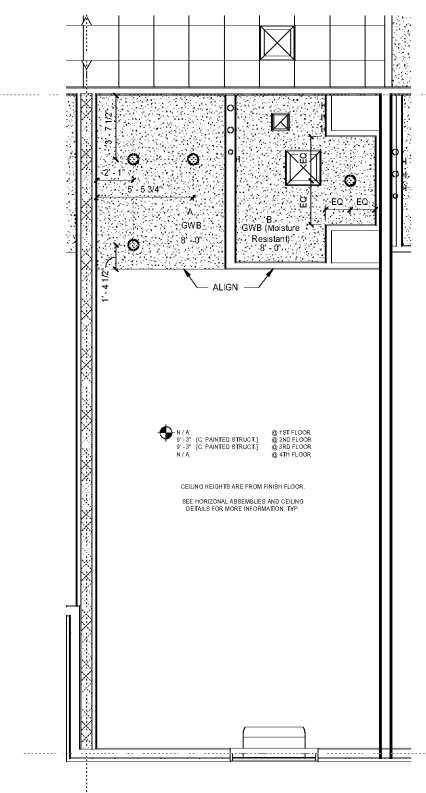 3' - 7 1/2"
2' - 1"
5' - 5 3/4"
A
GWB
8' - 0"
1' - 4 1/2"
EQ
EQ
EQ
EQ
B
GWB (Moisture
Resistant)
8' - 0"
ALIGN
N / A @ 1ST FLOOR
9' - 3" [C. PAINTED STRUCT.] @ 2ND FLOOR
9' - 3" [C. PAINTED STRUCT.] @ 3RD FLOOR
N / A @ 4TH FLOOR
CEILING HEIGHTS ARE FROM FINISH FLOOR.
SEE HORIZONAL ASSEMBLIES AND CEILING
DETAILS FOR MORE INFORMATION, TYP.